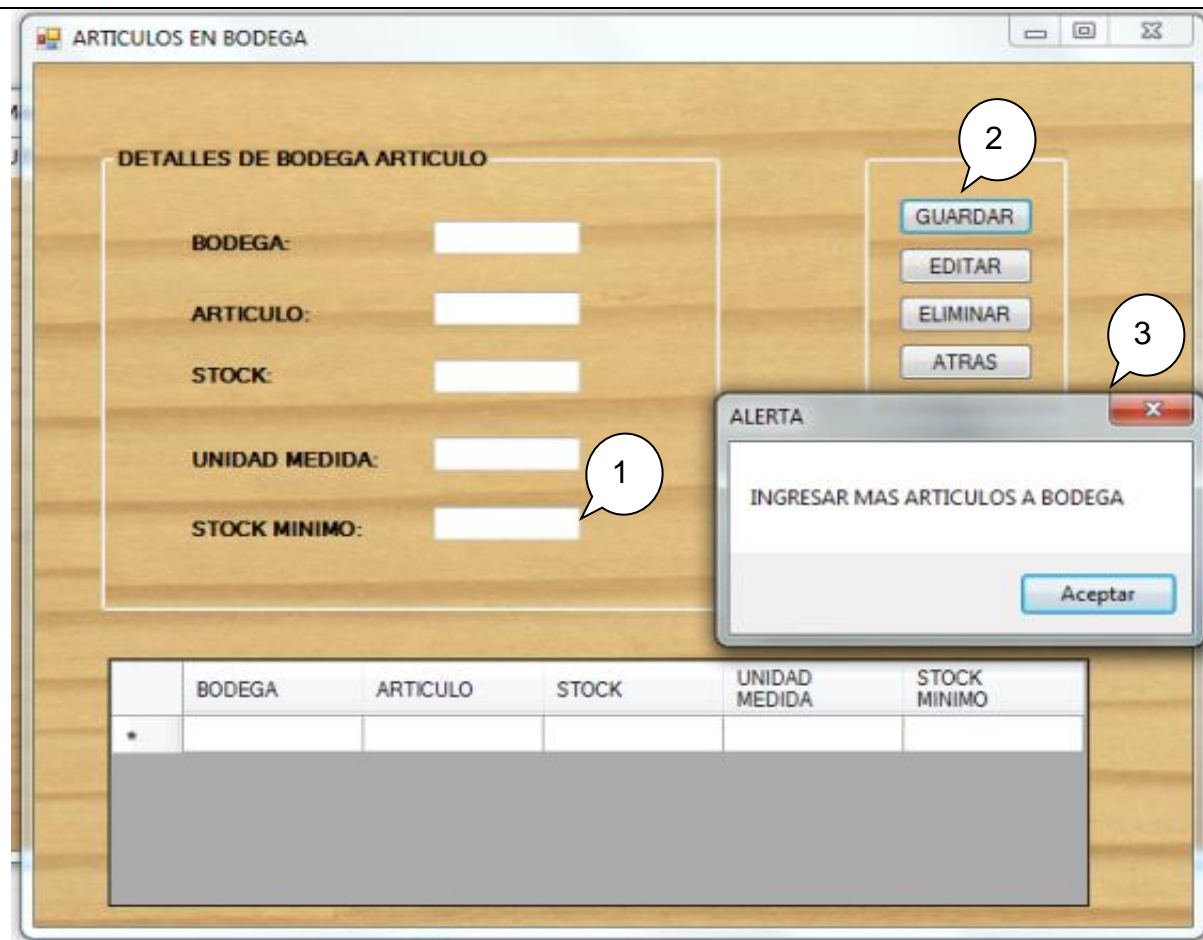 ARTICULOS EN BODEGA
2
DETALLES DE BODEGA ARTICULO
GUARDAR
BODEGA:
EDITAR
ARTICULO:
ELIMINAR
3
STOCK:
ATRAS
ALERTA
UNIDAD MEDIDA:
1
INGRESAR MAS ARTICULOS A BODEGA
STOCK MINIMO:
Aceptar
BODEGA ARTICULO STOCK UNIDAD MEDIDA STOCK MINIMO
*